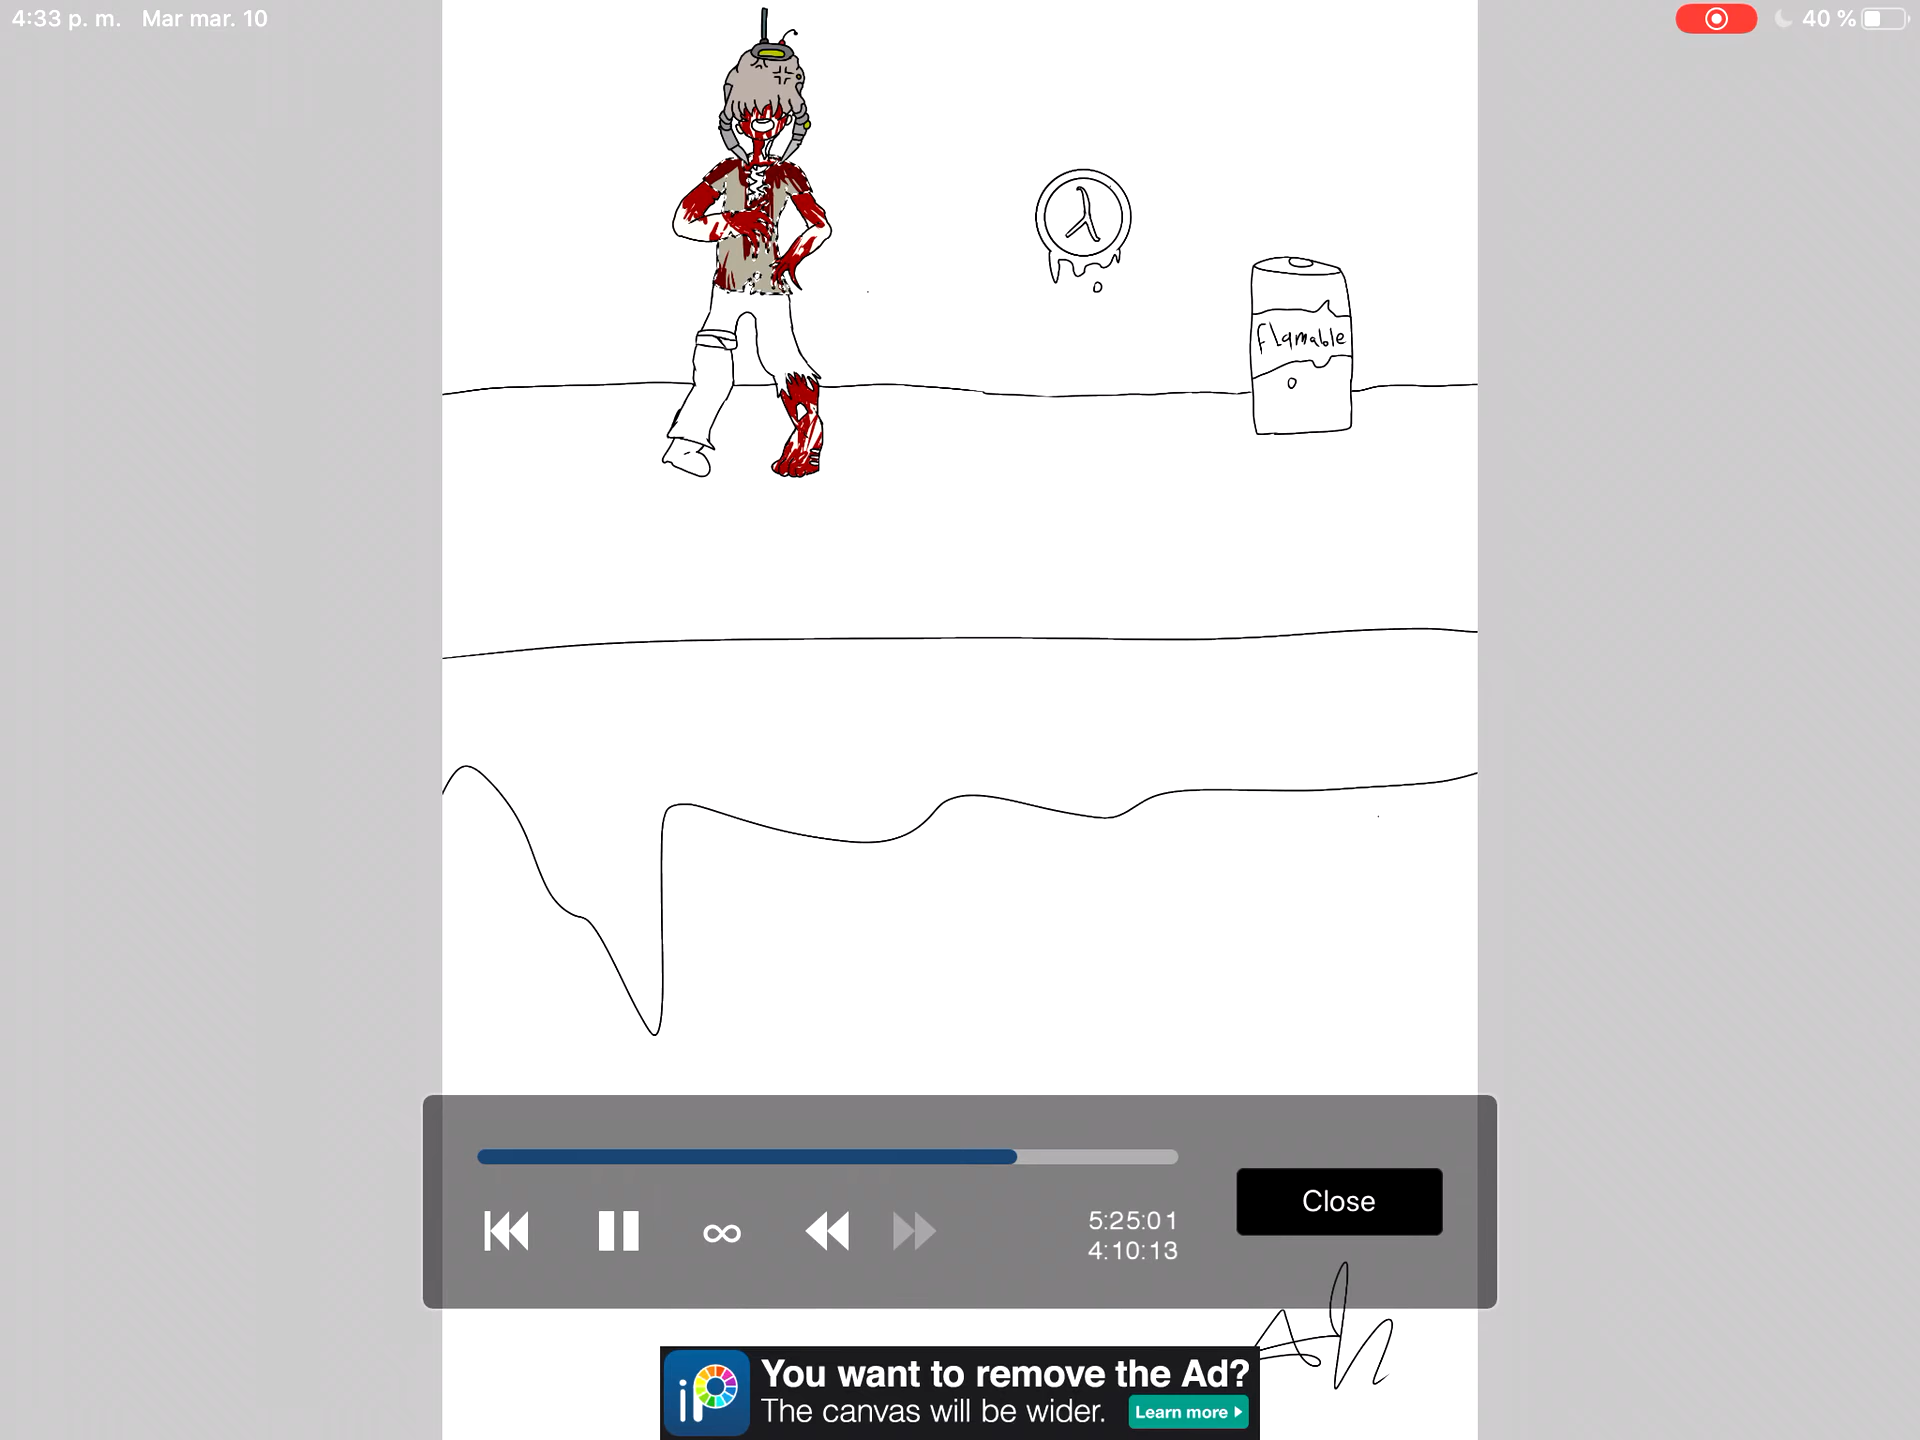 4:33 p. m. Mar mar. 10
40 %
λ
flamable
5:25:01
4:10:13
Close
iP
You want to remove the Ad?
The canvas will be wider.
Learn more